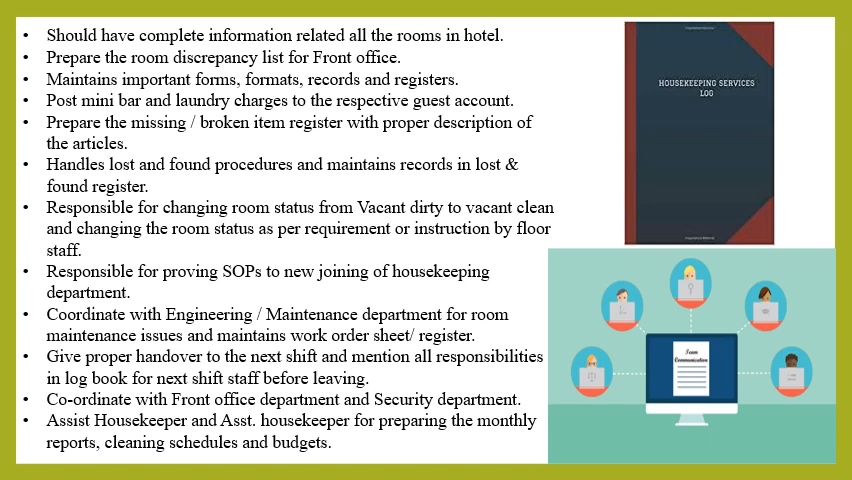 • Should have complete information related all the rooms in hotel.
• Prepare the room discrepancy list for Front office.
• Maintains important forms, formats, records and registers.
• Post mini bar and laundry charges to the respective guest account.
• Prepare the missing / broken item register with proper description of
the articles.
• Handles lost and found procedures and maintains records in lost &
found register.
• Responsible for changing room status from Vacant dirty to vacant clean
and changing the room status as per requirement or instruction by floor
staff.
• Responsible for proving SOPs to new joining of housekeeping
department.
• Coordinate with Engineering / Maintenance department for room
maintenance issues and maintains work order sheet/ register.
• Give proper handover to the next shift and mention all responsibilities
in log book for next shift staff before leaving.
• Co-ordinate with Front office department and Security department.
• Assist Housekeeper and Asst. housekeeper for preparing the monthly
reports, cleaning schedules and budgets.
HOUSEKEEPING SERVICES
LOG
Team
Communication